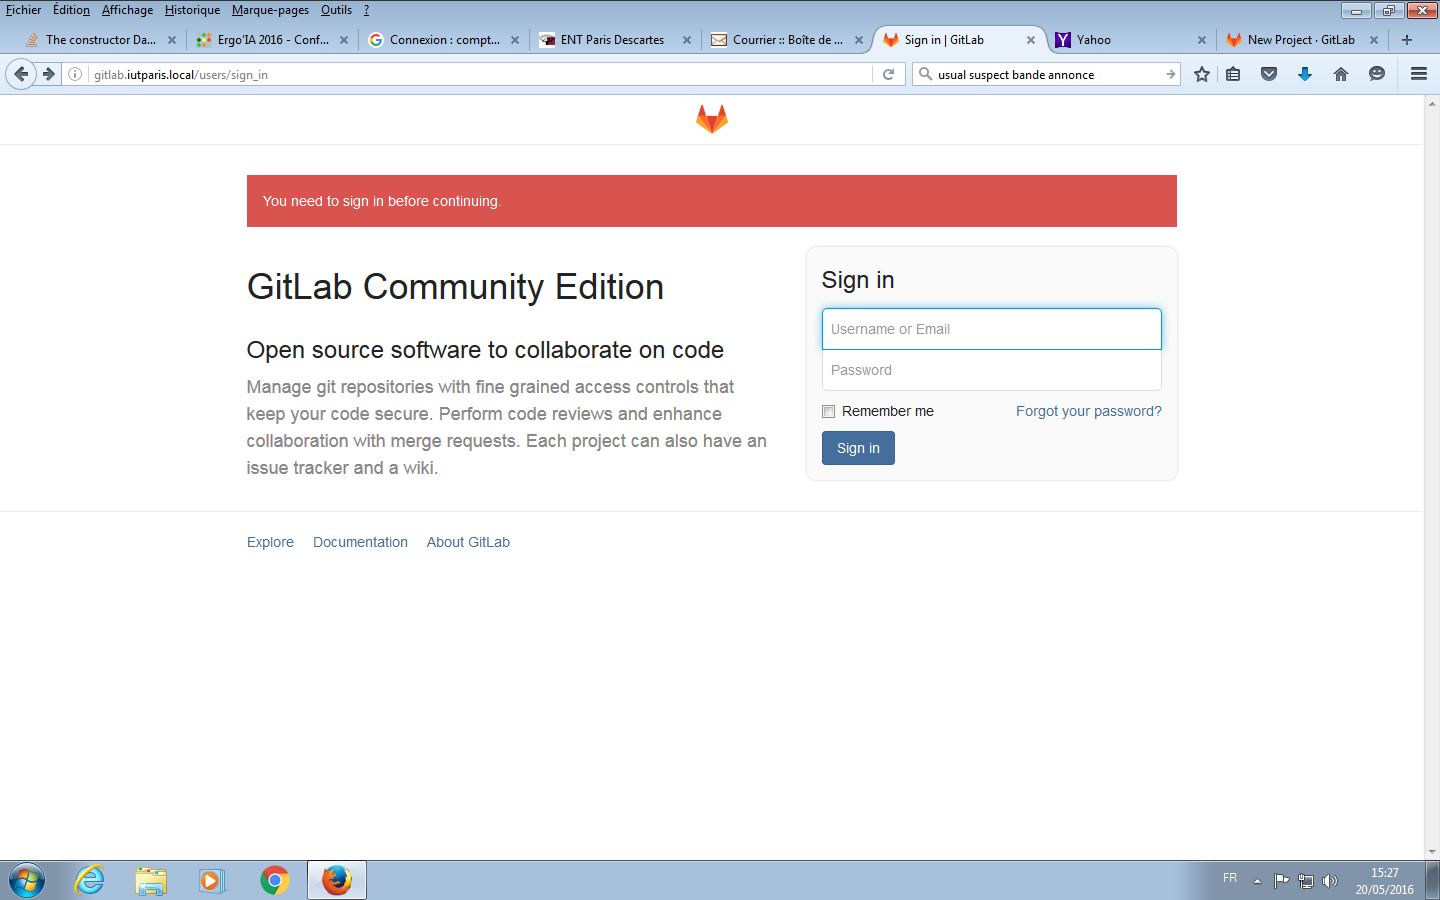 Fichier Édition Affichage Historique Marque-pages Outils ?
The constructor Da... Ergo'IA 2016 - Conf... Connexion : compt... ENT Paris Descartes Courrier :: Boîte de ... Sign in | GitLab Yahoo New Project · GitLab
gitlab.iutparis.local/users/sign_in usual suspect bande annonce
You need to sign in before continuing.
GitLab Community Edition
Open source software to collaborate on code
Manage git repositories with fine grained access controls that
keep your code secure. Perform code reviews and enhance
collaboration with merge requests. Each project can also have an
issue tracker and a wiki.
Sign in
Username or Email
Password
Remember me Forgot your password?
Sign in
Explore Documentation About GitLab
FR 15:27
20/05/2016